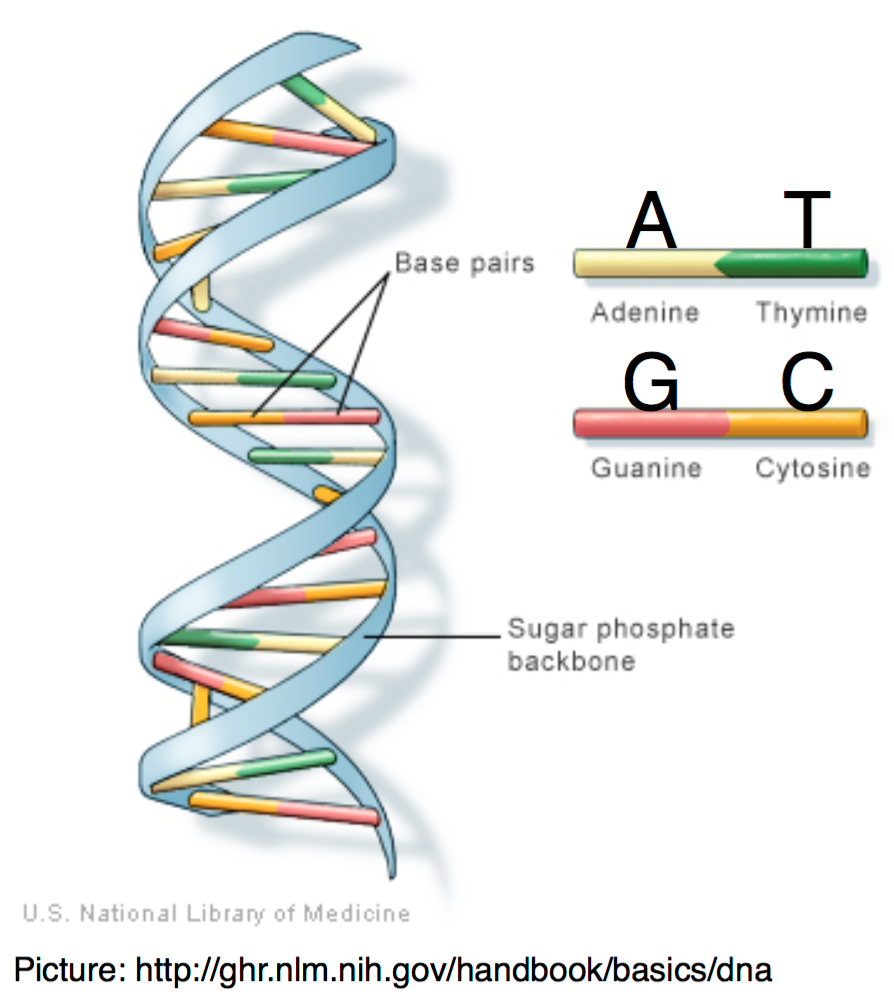 Base pairs
A T
Adenine Thymine
G C
Guanine Cytosine
Sugar phosphate
backbone
U.S. National Library of Medicine
Picture: http://ghr.nlm.nih.gov/handbook/basics/dna